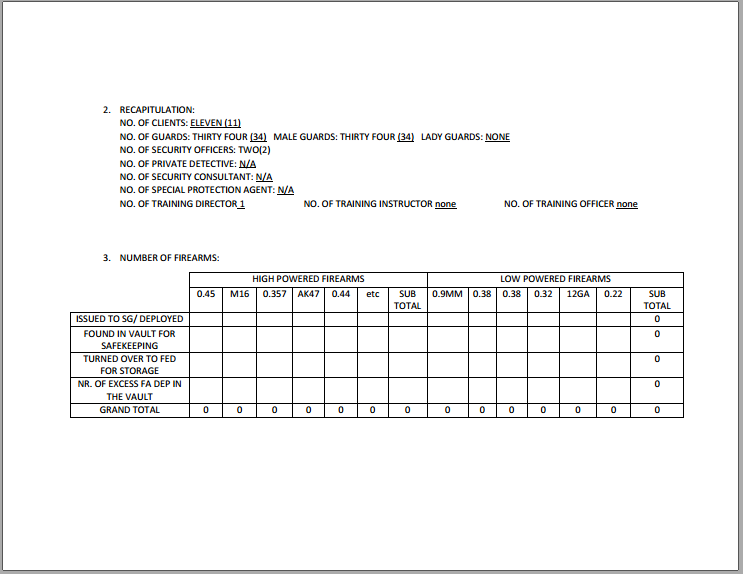 2. RECAPITULATION:
NO. OF CLIENTS: ELEVEN (11)
NO. OF GUARDS: THIRTY FOUR (34) MALE GUARDS: THIRTY FOUR (34) LADY GUARDS: NONE
NO. OF SECURITY OFFICERS: TWO(2)
NO. OF PRIVATE DETECTIVE: N/A
NO. OF SECURITY CONSULTANT: N/A
NO. OF SPECIAL PROTECTION AGENT: N/A
NO. OF TRAINING DIRECTOR 1 NO. OF TRAINING INSTRUCTOR none NO. OF TRAINING OFFICER none
3. NUMBER OF FIREARMS:
HIGH POWERED FIREARMS LOW POWERED FIREARMS
0.45 M16 0.357 AK47 0.44 etc SUB 0.9MM 0.38 0.38 0.32 12GA 0.22 SUB
TOTAL TOTAL
ISSUED TO SG/ DEPLOYED 0
FOUND IN VAULT FOR 0
SAFEKEEPING
TURNED OVER TO FED 0
FOR STORAGE
NR. OF EXCESS FA DEP IN 0
THE VAULT
GRAND TOTAL 0 0 0 0 0 0 0 0 0 0 0 0 0 0